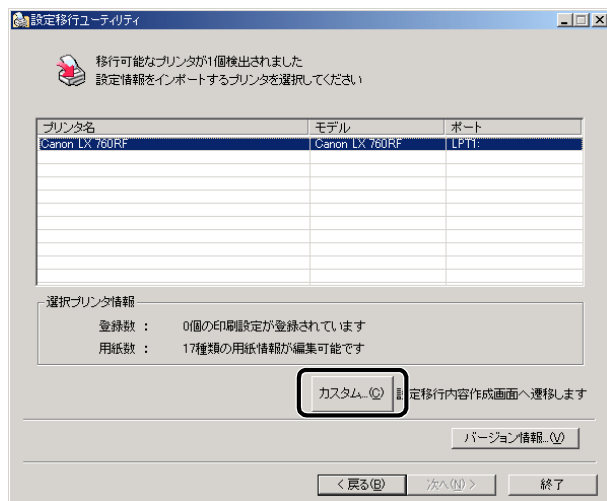 設定移行ユーティリティ
移行可能なプリンタが1個検出されました
設定情報をインポートするプリンタを選択してください
プリンタ名 モデル ポート
Canon LX 760RF Canon LX 760RF LPT1:
選択プリンタ情報
登録数 : 0個の印刷設定が登録されています
用紙数 : 17種類の用紙情報が編集可能です
カスタム...(C) 設定移行内容作成画面へ遷移します
バージョン情報...(V)
< 戻る(B) 次へ(N) > 終了